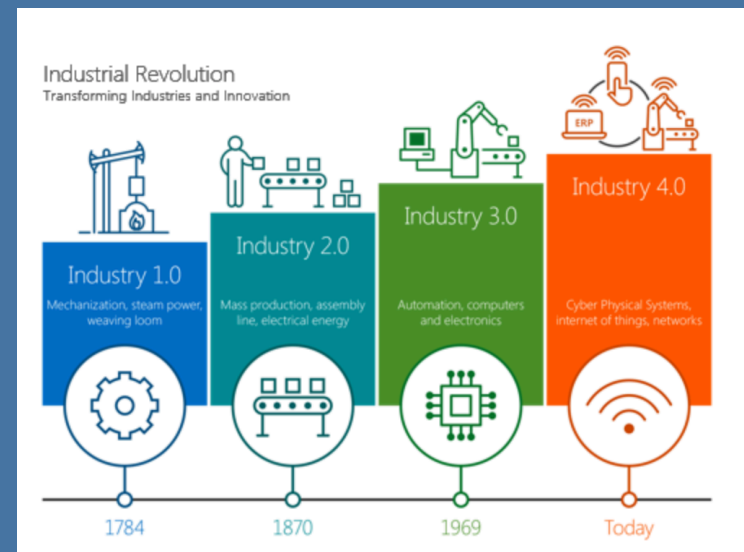 Industrial Revolution
Transforming Industries and Innovation
ERP
Industry 1.0
Mechanization, steam power,
weaving loom
Industry 2.0
Mass production, assembly
line, electrical energy
Industry 3.0
Automation, computers
and electronics
Industry 4.0
Cyber Physical Systems,
internet of things, networks
1784
1870
1969
Today